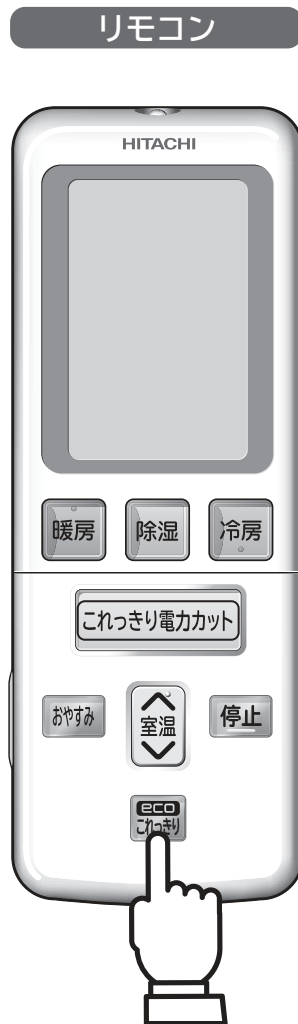 リモコン
HITACHI
暖房 除湿 冷房
これっきり電力カット
おやすみ 室温 停止
eco
これっきり